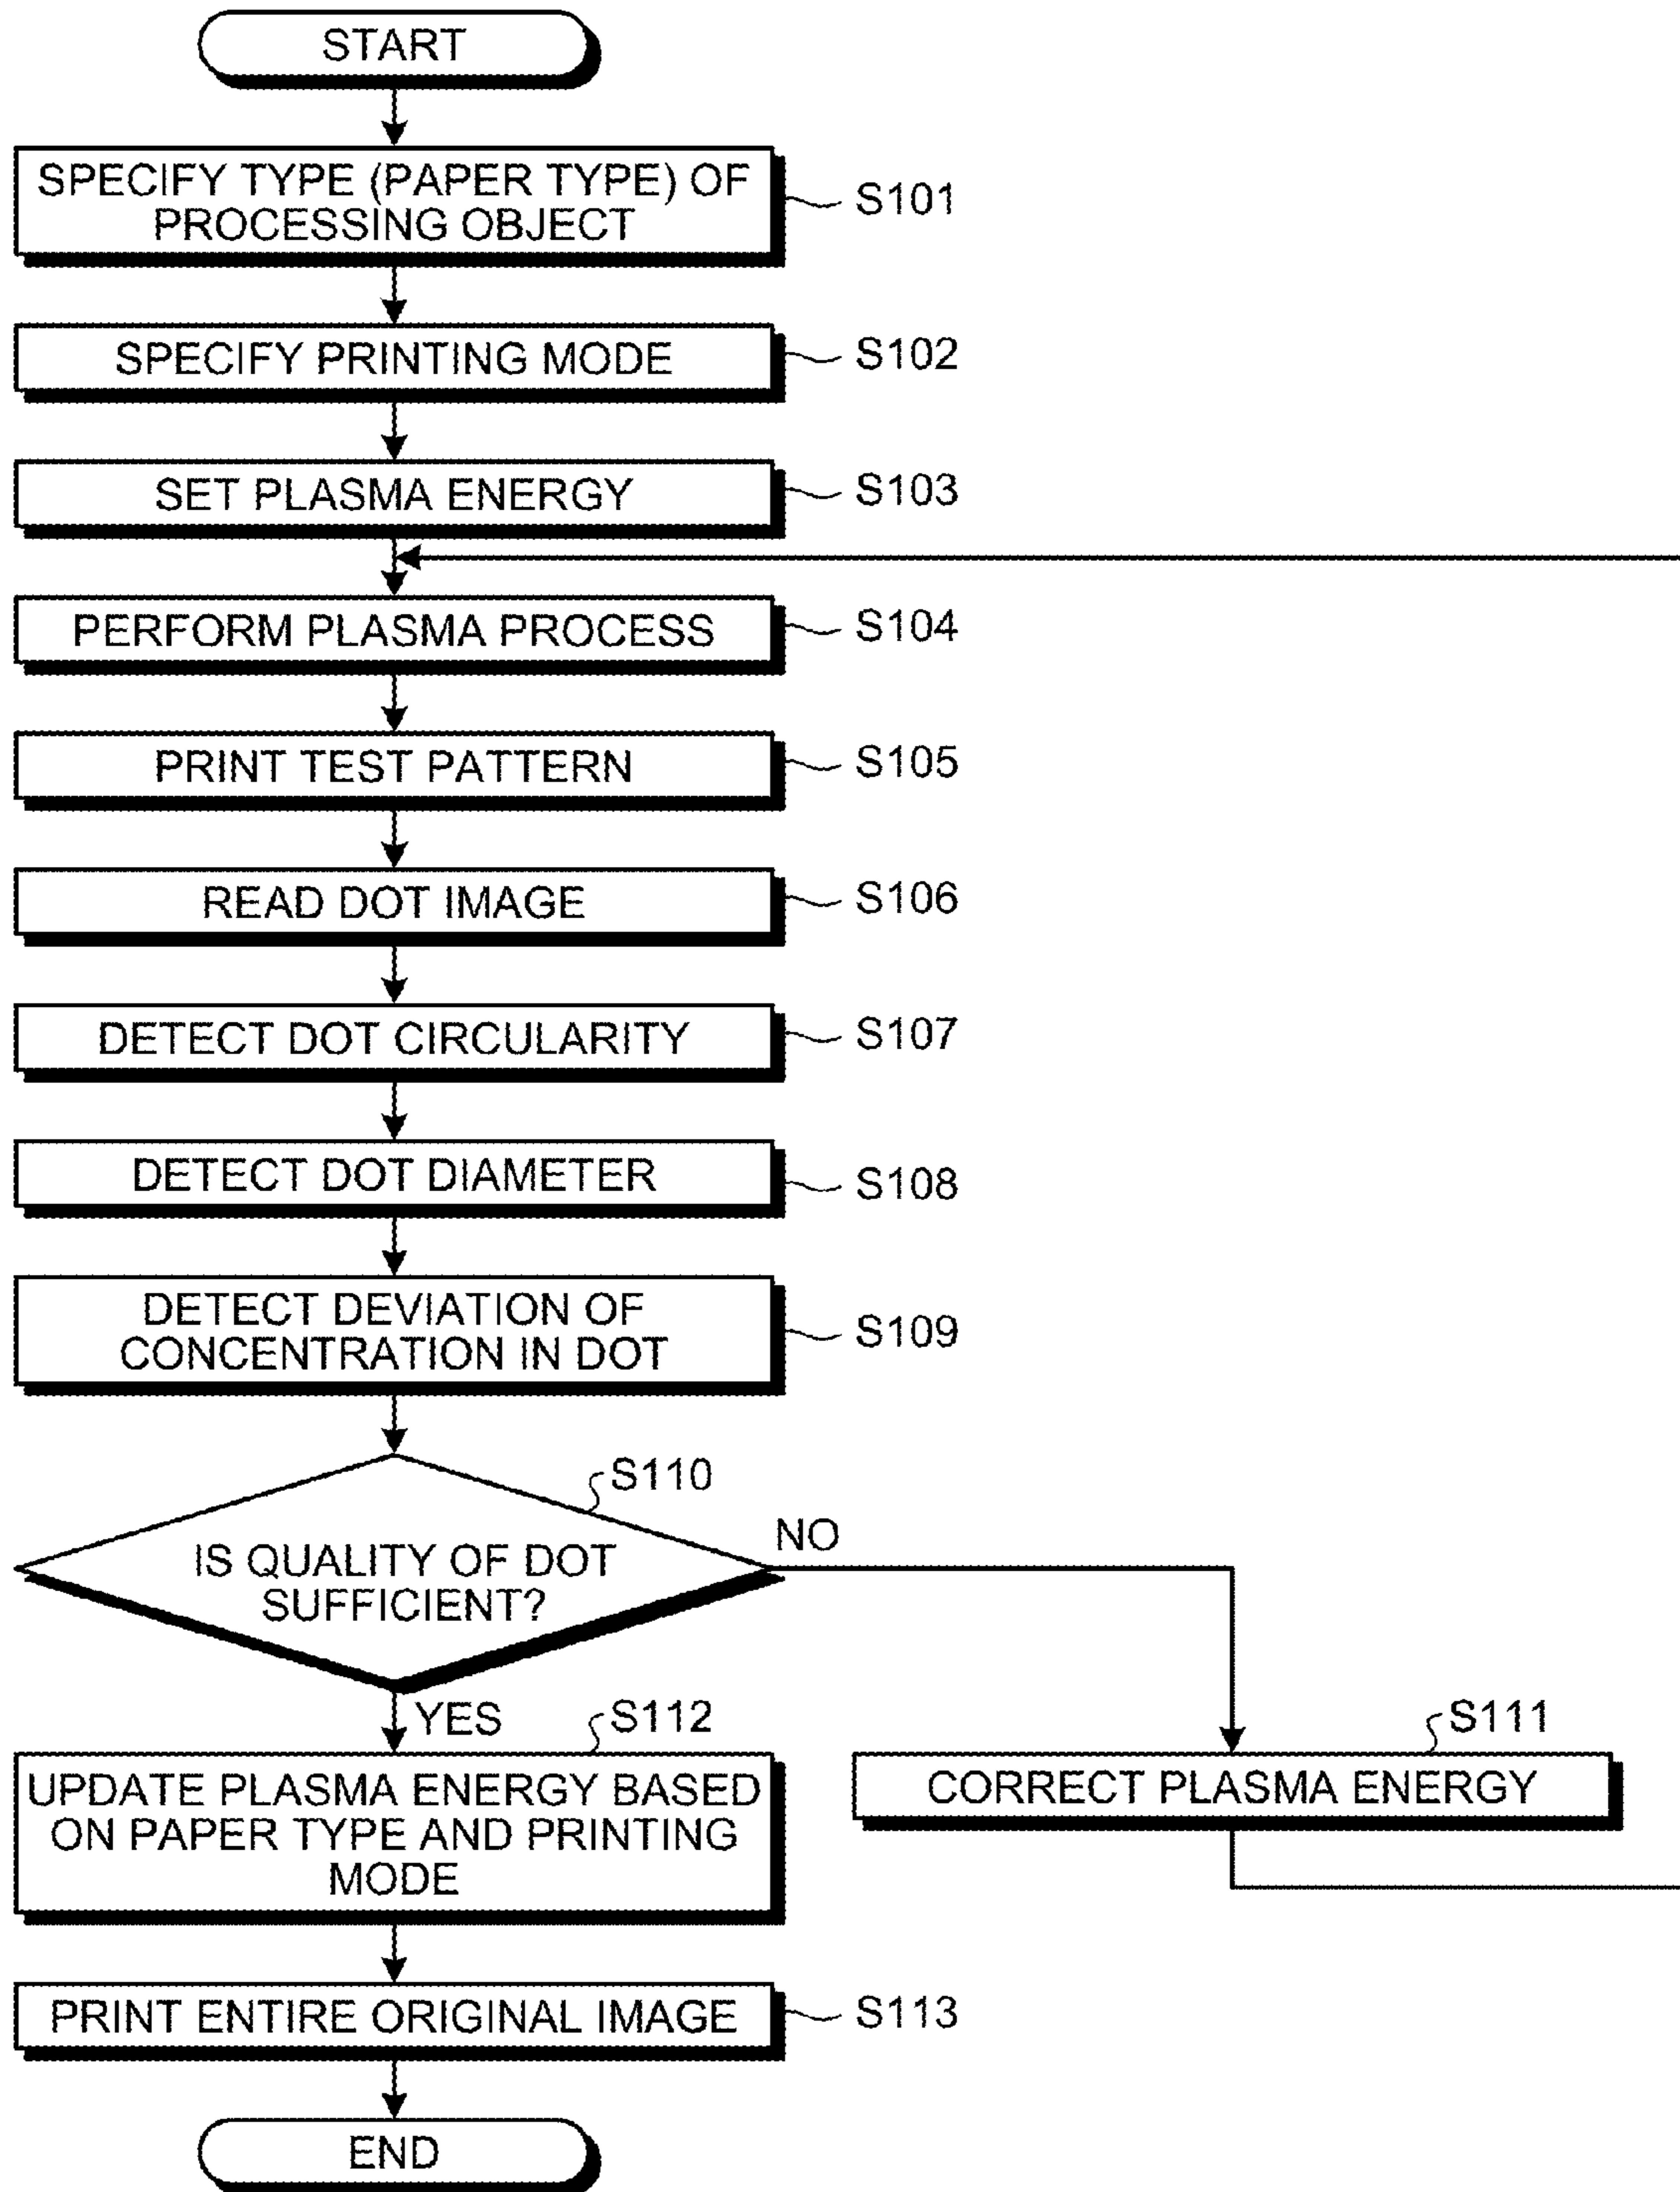 START
SPECIFY TYPE (PAPER TYPE) OF
PROCESSING OBJECT
S101
SPECIFY PRINTING MODE
S102
SET PLASMA ENERGY
S103
PERFORM PLASMA PROCESS
S104
PRINT TEST PATTERN
S105
READ DOT IMAGE
S106
DETECT DOT CIRCULARITY
S107
DETECT DOT DIAMETER
S108
DETECT DEVIATION OF
CONCENTRATION IN DOT
S109
S110
IS QUALITY OF DOT
SUFFICIENT?
NO
YES
S112
UPDATE PLASMA ENERGY BASED
ON PAPER TYPE AND PRINTING
MODE
S111
CORRECT PLASMA ENERGY
PRINT ENTIRE ORIGINAL IMAGE
S113
END